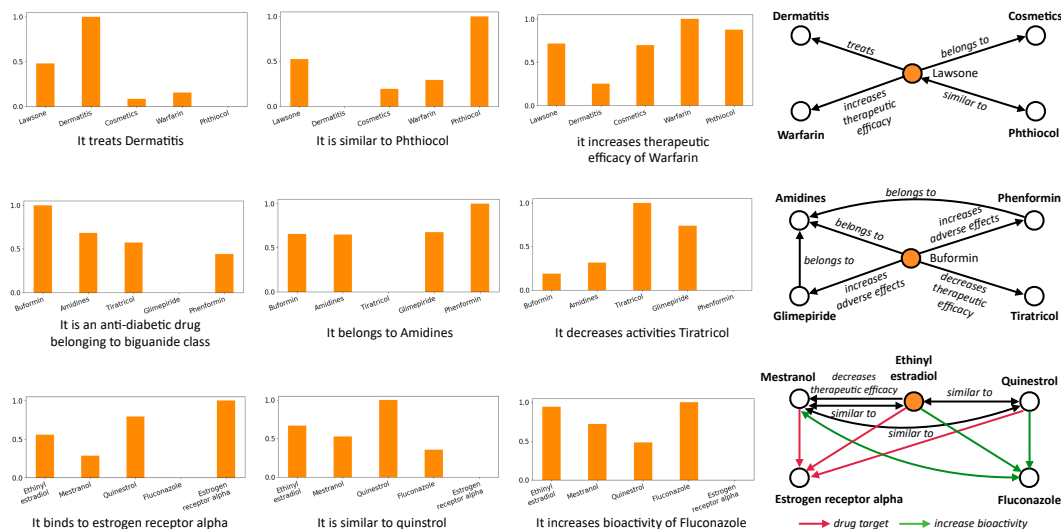 1.0
0.5
0.0
Lawsone
Dermatitis
Cosmetics
Warfarin
Phthiocol
It treats Dermatitis
1.0
0.5
0.0
Lawsone
Dermatitis
Cosmetics
Warfarin
Phthiocol
It is similar to Phthiocol
1.0
0.5
0.0
Lawsone
Dermatitis
Cosmetics
Warfarin
Phthiocol
it increases therapeutic
efficacy of Warfarin
Dermatitis
Cosmetics
treats
belongs to
Lawsone
increases
therapeutic
efficacy
similar to
Warfarin
Phthiocol
1.0
0.5
0.0
Buformin
Amidines
Tiratricol
Glimepiride
Phenformin
It is an anti-diabetic drug
belonging to biguanide class
1.0
0.5
0.0
Buformin
Amidines
Tiratricol
Glimepiride
Phenformin
It belongs to Amidines
1.0
0.5
0.0
Buformin
Amidines
Tiratricol
Glimepiride
Phenformin
It decreases activities Tiratricol
belongs to
Amidines
Phenformin
belongs to
increases
adverse effects
belongs to
Buformin
increases
adverse effects
decreases
therapeutic
efficacy
Glimepiride
Tiratricol
1.0
0.5
0.0
Ethinyl
estradiol
Mestranol
Quinestrol
Fluconazole
Estrogen
receptor alpha
It binds to estrogen receptor alpha
1.0
0.5
0.0
Ethinyl
estradiol
Mestranol
Quinestrol
Fluconazole
Estrogen
receptor alpha
It is similar to quinstrol
1.0
0.5
0.0
Ethinyl
estradiol
Mestranol
Quinestrol
Fluconazole
Estrogen
receptor alpha
It increases bioactivity of Fluconazole
Ethinyl
estradiol
Mestranol
Quinestrol
decreases
therapeutic efficacy
similar to
similar to
similar to
Estrogen receptor alpha
Fluconazole
drug target
increase bioactivity